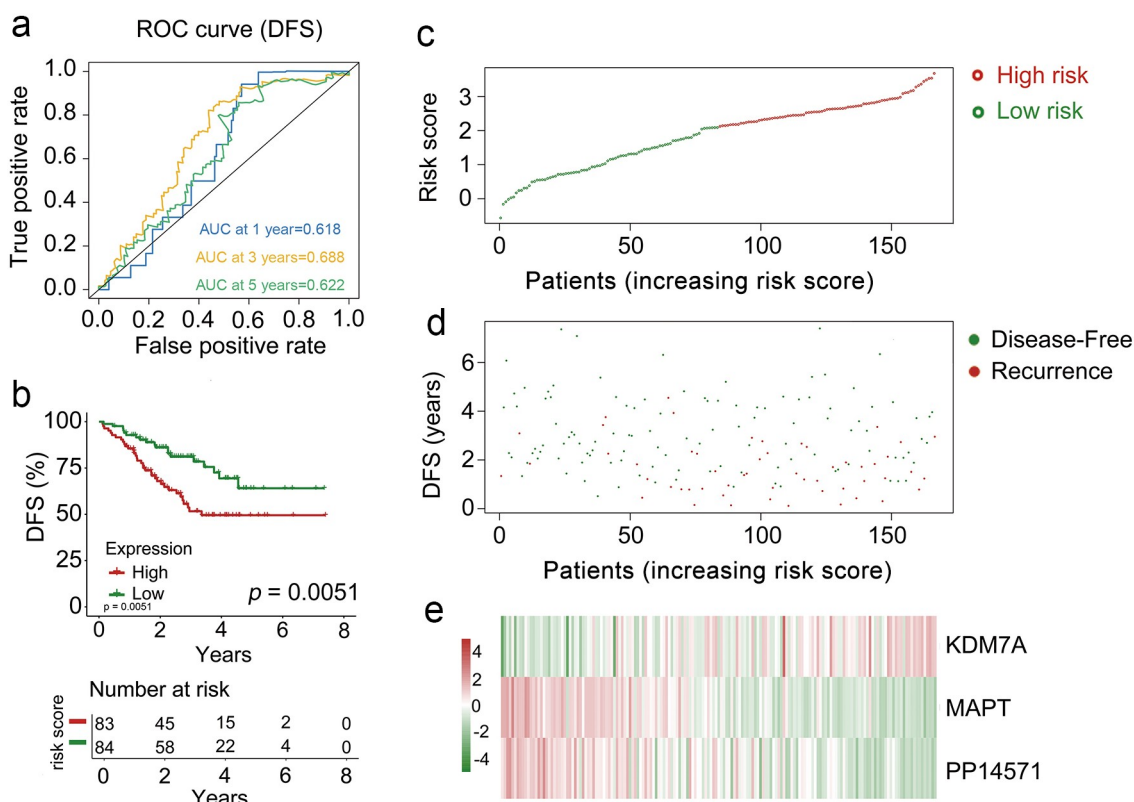 a
ROC curve (DFS)
True positive rate
1.0
0.8
0.6
0.4
0.2
0.0
AUC at 1 year=0.618
AUC at 3 years=0.688
AUC at 5 years=0.622
0.0 0.2 0.4 0.6 0.8 1.0
False positive rate
b
DFS (%)
100
75
50
25
0
Expression
High
Low
p = 0.0051
p = 0.0051
0 2 4 6 8
Years
Number at risk
risk score
83 45 15 2 0
84 58 22 4 0
0 2 4 6 8
Years
c
Risk score
3
2
1
0
0 50 100 150
Patients (increasing risk score)
High risk
Low risk
d
DFS (years)
6
4
2
0
0 50 100 150
Patients (increasing risk score)
Disease-Free
Recurrence
e
4
2
0
-2
-4
KDM7A
MAPT
PP14571